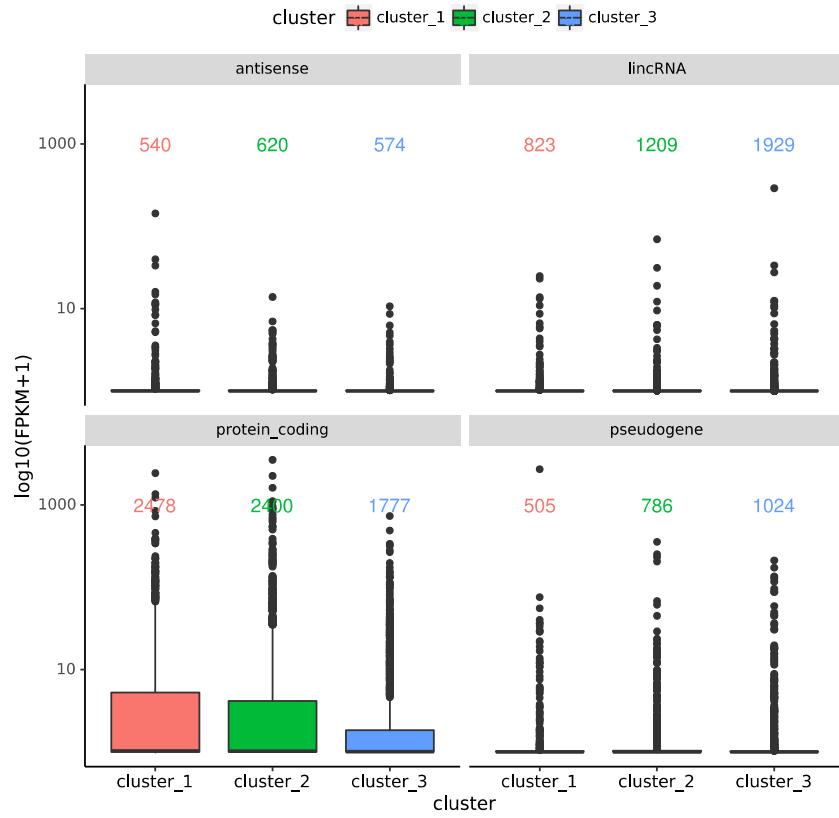 cluster cluster_1 cluster_2 cluster_3
antisense lincRNA
1000 540 620 574 823 1209 1929
10
log10(FPKM+1)
protein_coding pseudogene
1000 2478 2400 1777 505 786 1024
10
cluster_1 cluster_2 cluster_3 cluster_1 cluster_2 cluster_3
cluster